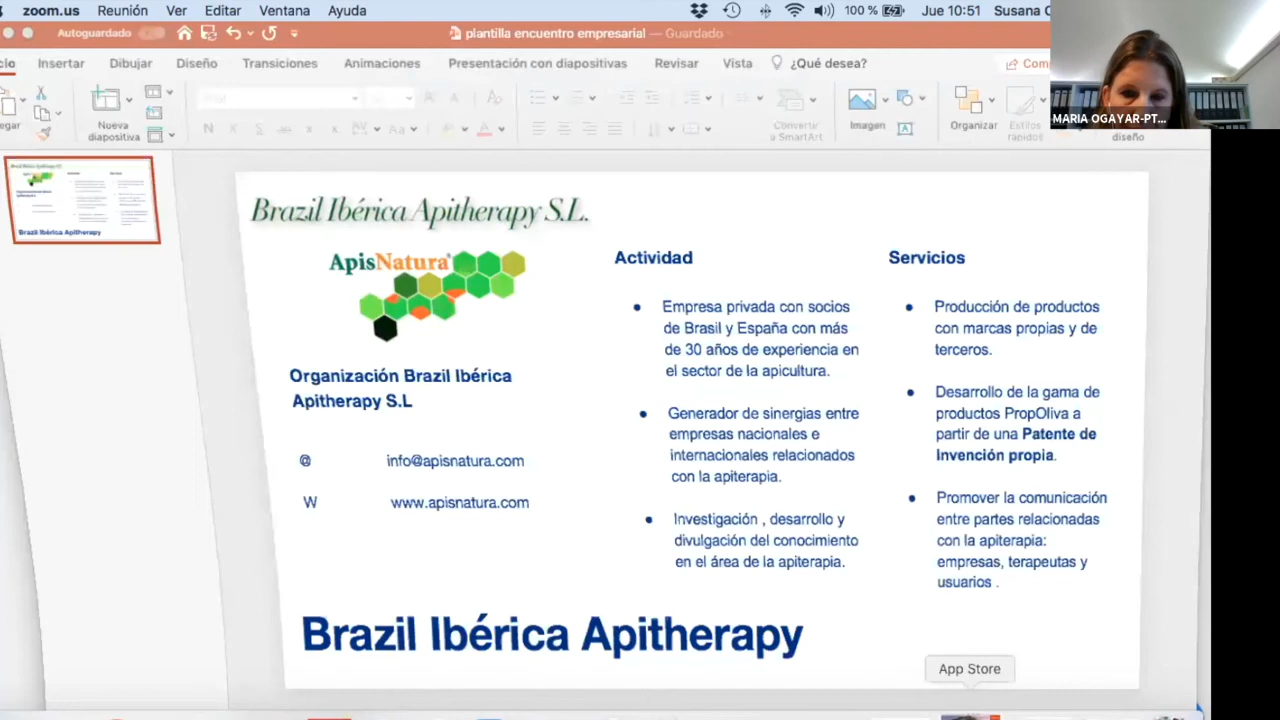 zoom.us Reunión Ver Editar Ventana Ayuda 100 % Jue 10:51 Susana
Autoguardado plantilla encuentro empresarial — Guardado
Insertar Dibujar Diseño Transiciones Animaciones Presentación con diapositivas Revisar Vista ¿Qué desea?
MARIA OGAYAR-PT...
Nueva
diapositiva
Convertir
a SmartArt
Imagen
Organizar
Estilos
rápidos
diseño
Brazil Ibérica Apitherapy S.L.
ApisNatura
Organización Brazil Ibérica
Apitherapy S.L
@ info@apisnatura.com
W www.apisnatura.com
Actividad
• Empresa privada con socios
de Brasil y España con más
de 30 años de experiencia en
el sector de la apicultura.
• Generador de sinergias entre
empresas nacionales e
internacionales relacionados
con la apiterapia.
• Investigación , desarrollo y
divulgación del conocimiento
en el área de la apiterapia.
Servicios
• Producción de productos
con marcas propias y de
terceros.
• Desarrollo de la gama de
productos PropOliva a
partir de una Patente de
Invención propia.
• Promover la comunicación
entre partes relacionadas
con la apiterapia:
empresas, terapeutas y
usuarios .
Brazil Ibérica Apitherapy
App Store